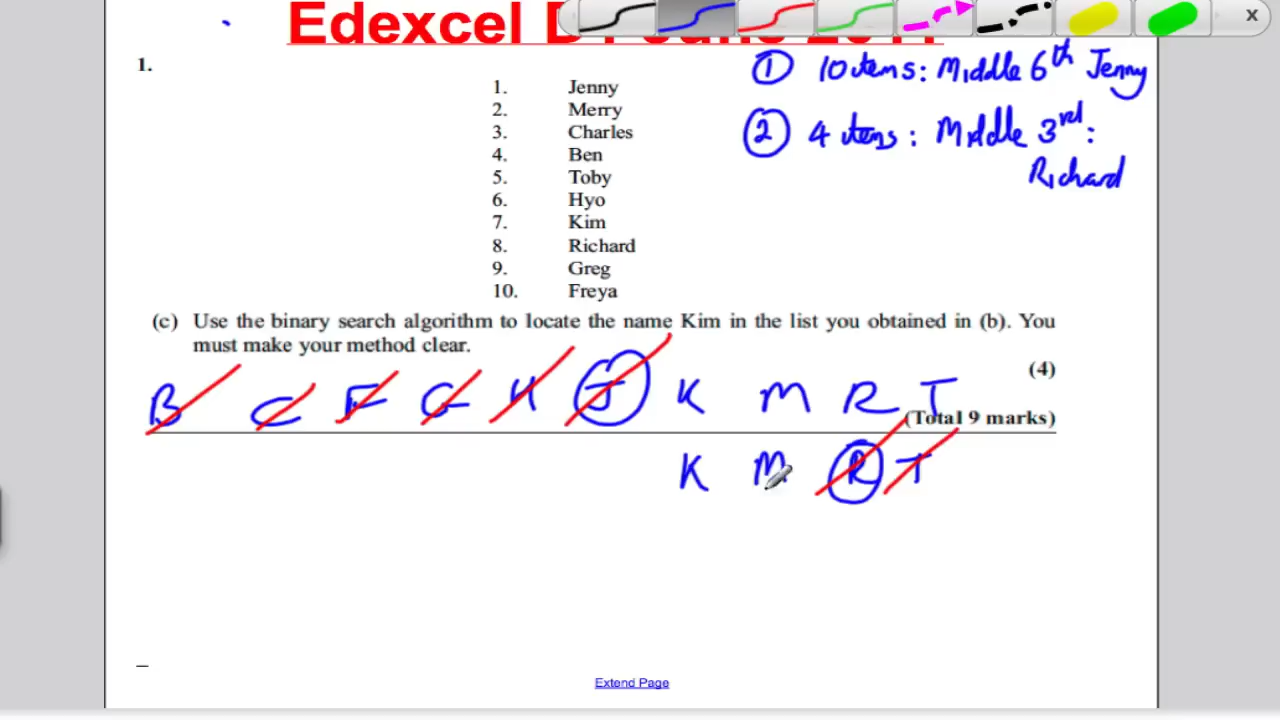 Edexcel D1 June 2011
① 10 items: Middle 6th Jenny
② 4 items: Middle 3rd:
Richard
1.
1. Jenny
2. Merry
3. Charles
4. Ben
5. Toby
6. Hyo
7. Kim
8. Richard
9. Greg
10. Freya
(c) Use the binary search algorithm to locate the name Kim in the list you obtained in (b). You
must make your method clear.
(4)
B C F G H J K M R T
(Total 9 marks)
K M R T
Extend Page
x